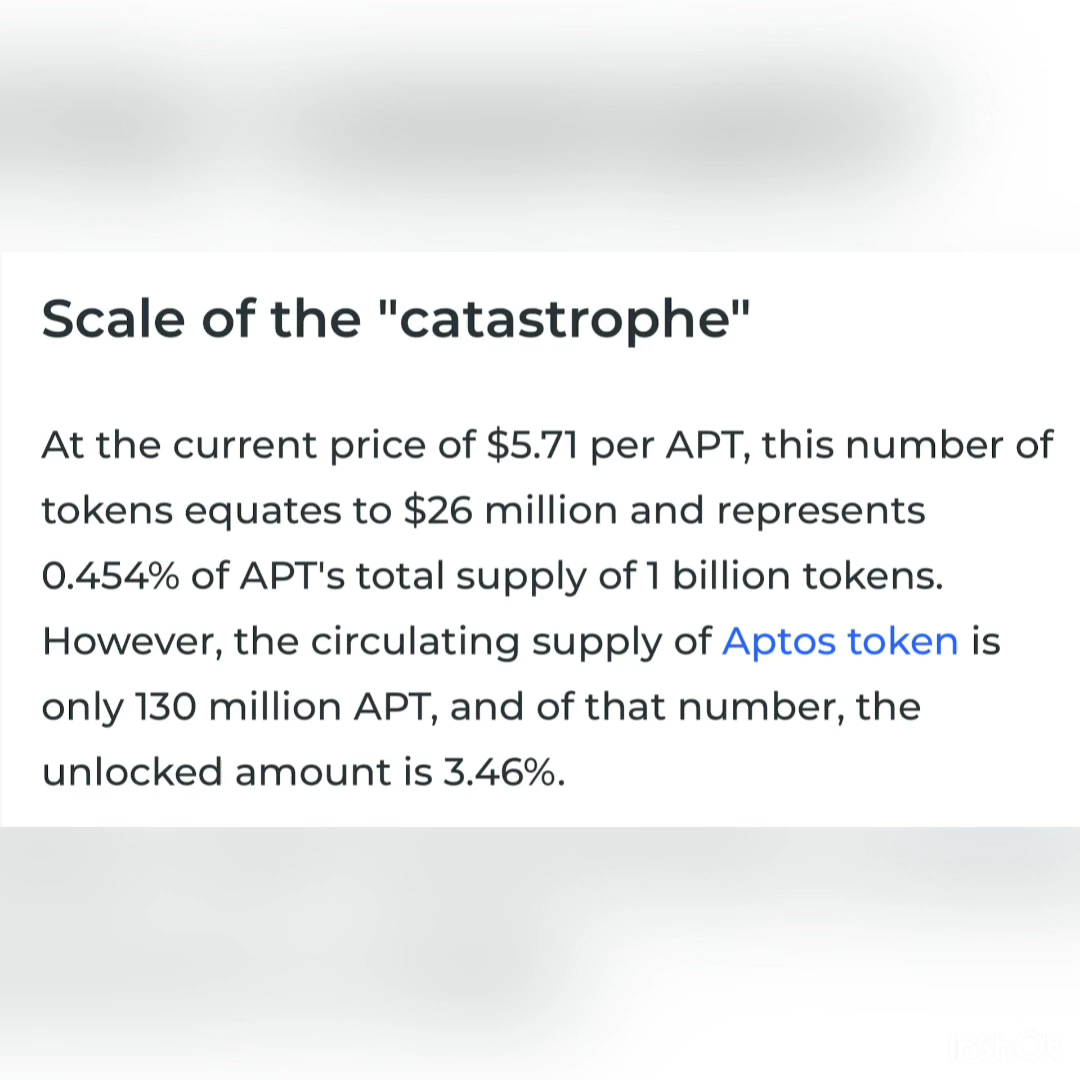 Scale of the "catastrophe"
At the current price of $5.71 per APT, this number of
tokens equates to $26 million and represents
0.454% of APT's total supply of 1 billion tokens.
However, the circulating supply of Aptos token is
only 130 million APT, and of that number, the
unlocked amount is 3.46%.